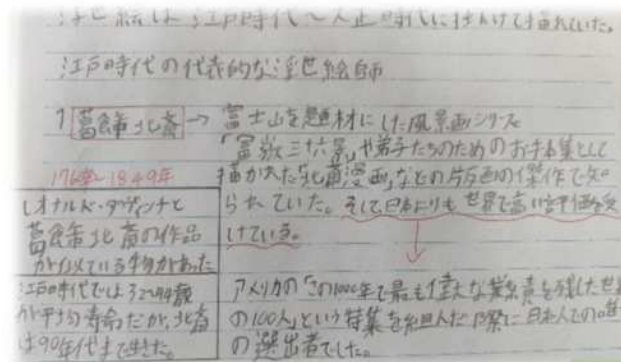 浮世絵は江戸時代〜大正時代にかけて描れていた。
江戸時代の代表的な浮世絵師
1 葛飾北斎 → 富士山を題材にした風景画シリーズ
「富嶽三六景」や弟子たちのためのお手本集として
1760〜1849年
描かれた「北斎漫画」などの版画の傑作で知
られていた。そして日本よりも世界で高い評価を受
けている。
レオナルド・ダヴィンチと
葛飾北斎の作品
が似ている物があった
江戸時代では32〜44歳
が平均寿命だが、北斎
は90年代まで生きた。
アメリカの「この1000年で最も偉大な業績を残した世界
の100人」という特集を組んだ際に日本人での唯
の選出者でした。